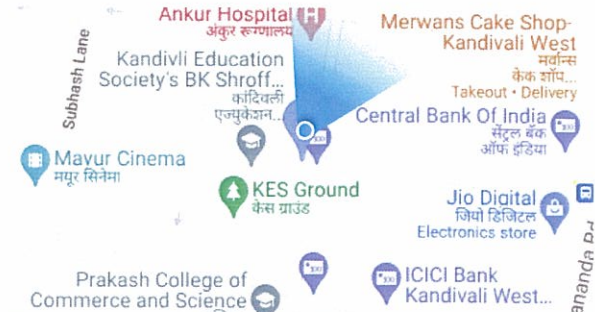 Ankur Hospital
अंकुर रूग्णालय
Merwans Cake Shop-
Kandivali West
मर्वान्स
केक शॉप...
Takeout • Delivery
Subhash Lane
Kandivli Education
Society's BK Shroff...
कांदिवली
एज्युकेशन...
Central Bank Of India
सेंट्रल बँक
ऑफ इंडिया
Mayur Cinema
मयूर सिनेमा
KES Ground
केस ग्राउंड
Jio Digital
जियो डिजिटल
Electronics store
Prakash College of
Commerce and Science
ICICI Bank
Kandivali West...